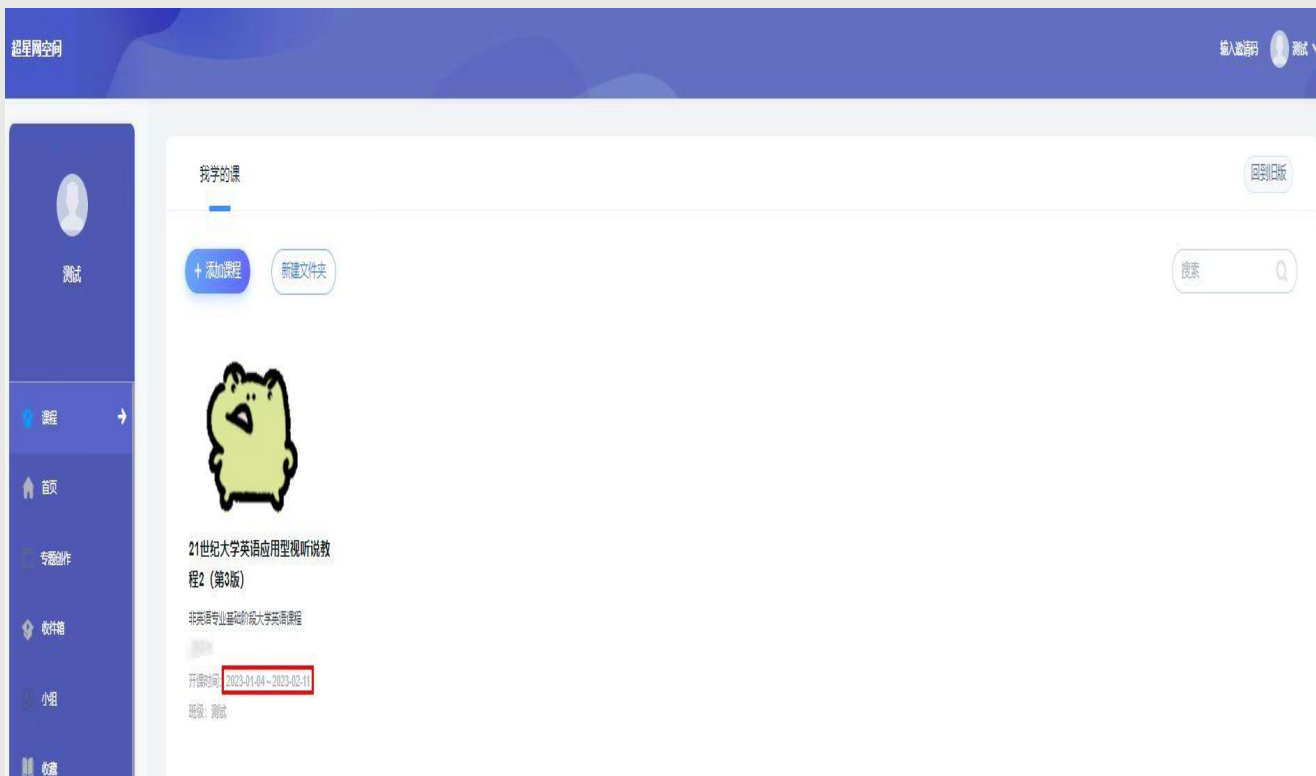 超星网空间
输入邀请码
测试
测试
课程
首页
专题创作
收件箱
小组
收藏
我学的课
回到旧版
+ 添加课程
新建文件夹
搜索
21世纪大学英语应用型视听说教
程2（第3版）
非英语专业基础阶段大学英语课程
开课时间: 2023-01-04～2023-02-11
班级：测试